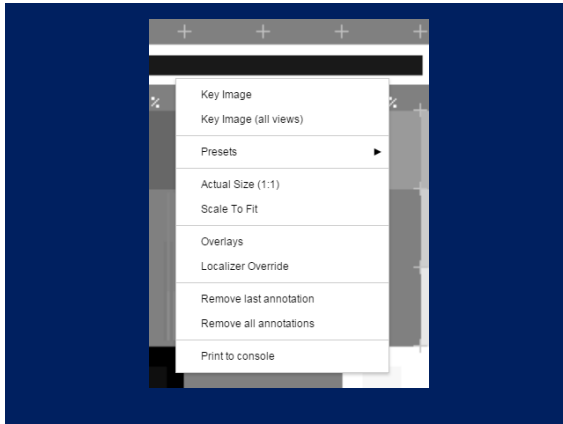 %
%
Key Image
Key Image (all views)
Presets
Actual Size (1:1)
Scale To Fit
Overlays
Localizer Override
Remove last annotation
Remove all annotations
Print to console